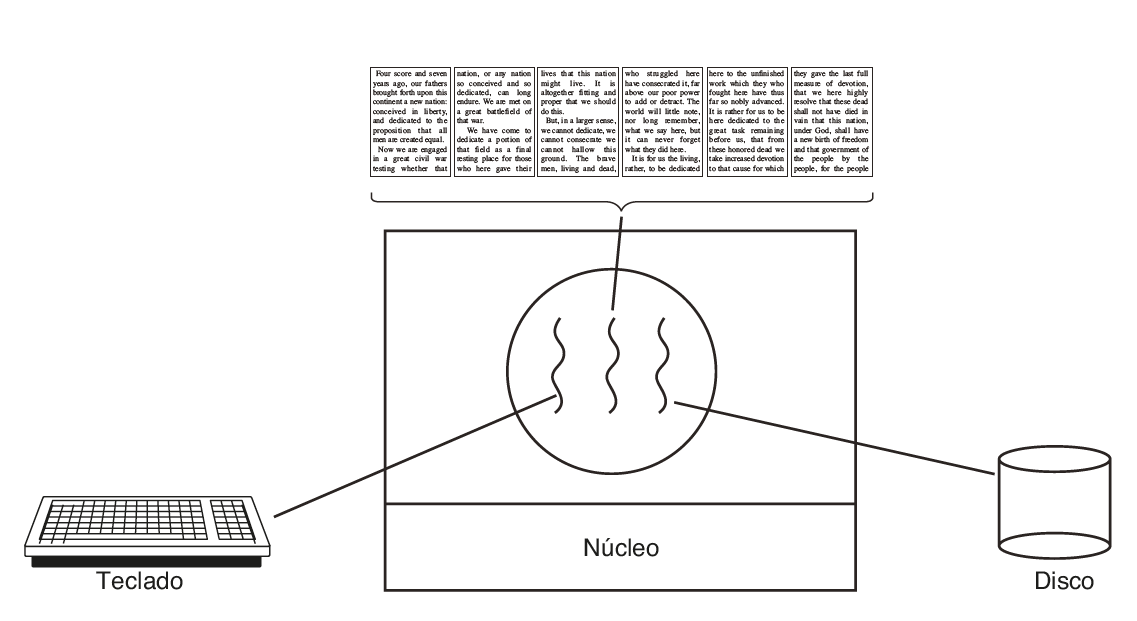 Four score and seven
years ago, our fathers
brought forth upon this
continent a new nation:
conceived in liberty,
and dedicated to the
proposition that all
men are created equal.
Now we are engaged
in a great civil war
testing whether that
nation, or any nation
so conceived and so
dedicated, can long
endure. We are met on
a great battlefield of
that war.
We have come to
dedicate a portion of
that field as a final
resting place for those
who here gave their
lives that this nation
might live. It is
altogether fitting and
proper that we should
do this.
But, in a larger sense,
we cannot dedicate, we
cannot consecrate we
cannot hallow this
ground. The brave
men, living and dead,
who struggled here
have consecrated it, far
above our poor power
to add or detract. The
world will little note,
nor long remember,
what we say here, but
it can never forget
what they did here.
It is for us the living,
rather, to be dedicated
here to the unfinished
work which they who
fought here have thus
far so nobly advanced.
It is rather for us to be
here dedicated to the
great task remaining
before us, that from
these honored dead we
take increased devotion
to that cause for which
they gave the last full
measure of devotion,
that we here highly
resolve that these dead
shall not have died in
vain that this nation,
under God, shall have
a new birth of freedom
and that government of
the people by the
people, for the people
Núcleo
Teclado
Disco